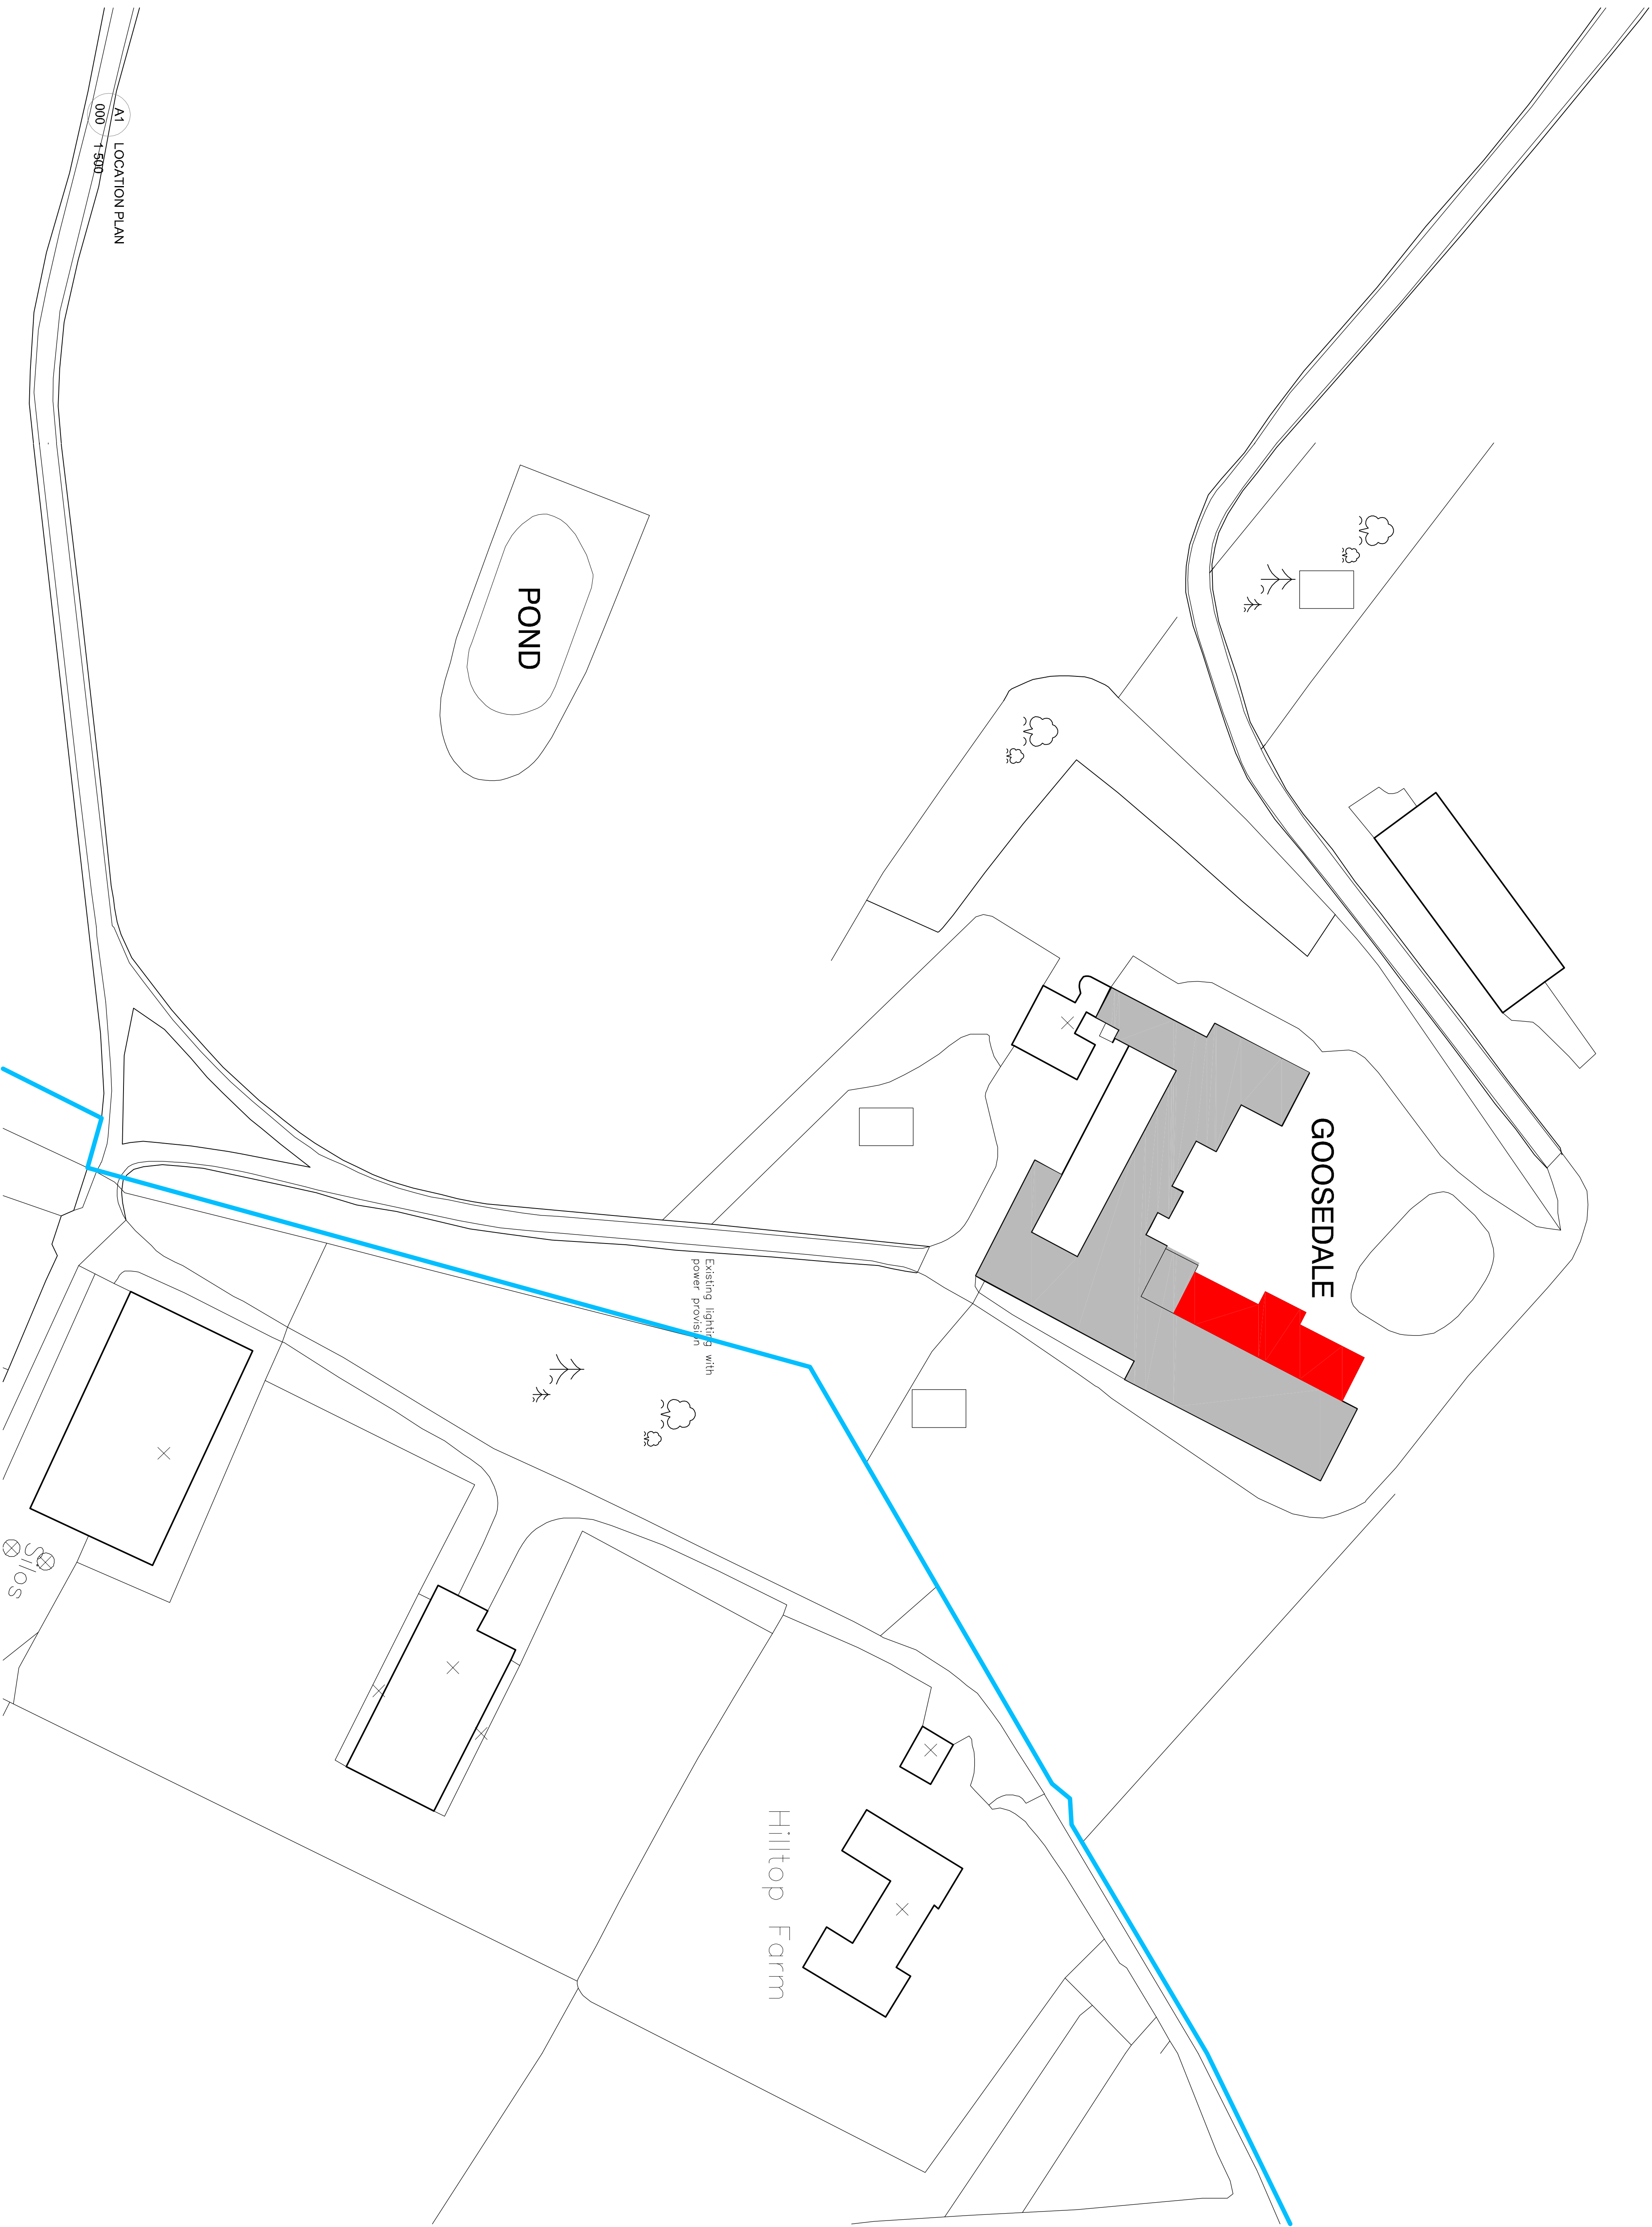 A1 LOCATION PLAN
000 1:500
GOOSEDALE
POND
Existing lighting with
power provision
Hilltop Farm
Silos